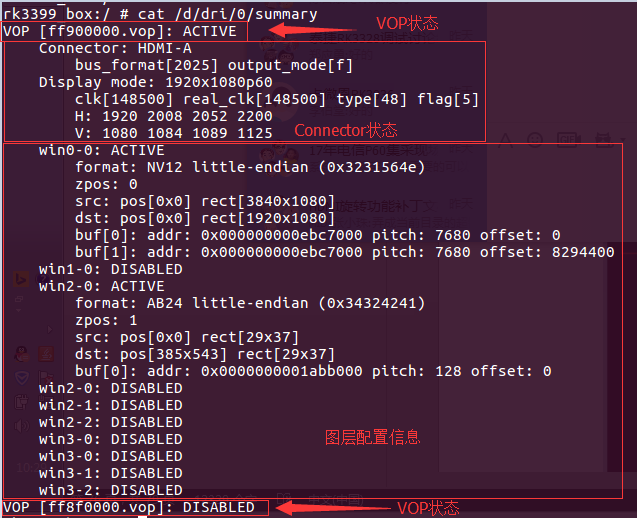 rk3399_box:/ # cat /d/dri/0/summary
VOP [ff900000.vop]: ACTIVE
VOP状态
Connector: HDMI-A
bus_format[2025] output_mode[f]
Display mode: 1920x1080p60
clk[148500] real_clk[148500] type[48] flag[5]
H: 1920 2008 2052 2200
V: 1080 1084 1089 1125
Connector状态
win0-0: ACTIVE
format: NV12 little-endian (0x3231564e)
zpos: 0
src: pos[0x0] rect[3840x1080]
dst: pos[0x0] rect[1920x1080]
buf[0]: addr: 0x000000000ebc7000 pitch: 7680 offset: 0
buf[1]: addr: 0x000000000ebc7000 pitch: 7680 offset: 8294400
win1-0: DISABLED
win2-0: ACTIVE
format: AB24 little-endian (0x34324241)
zpos: 1
src: pos[0x0] rect[29x37]
dst: pos[385x543] rect[29x37]
buf[0]: addr: 0x0000000001abb000 pitch: 128 offset: 0
win2-0: DISABLED
win2-1: DISABLED
win2-2: DISABLED
win3-0: DISABLED
win3-0: DISABLED
win3-1: DISABLED
win3-2: DISABLED
图层配置信息
VOP [ff8f0000.vop]: DISABLED
VOP状态